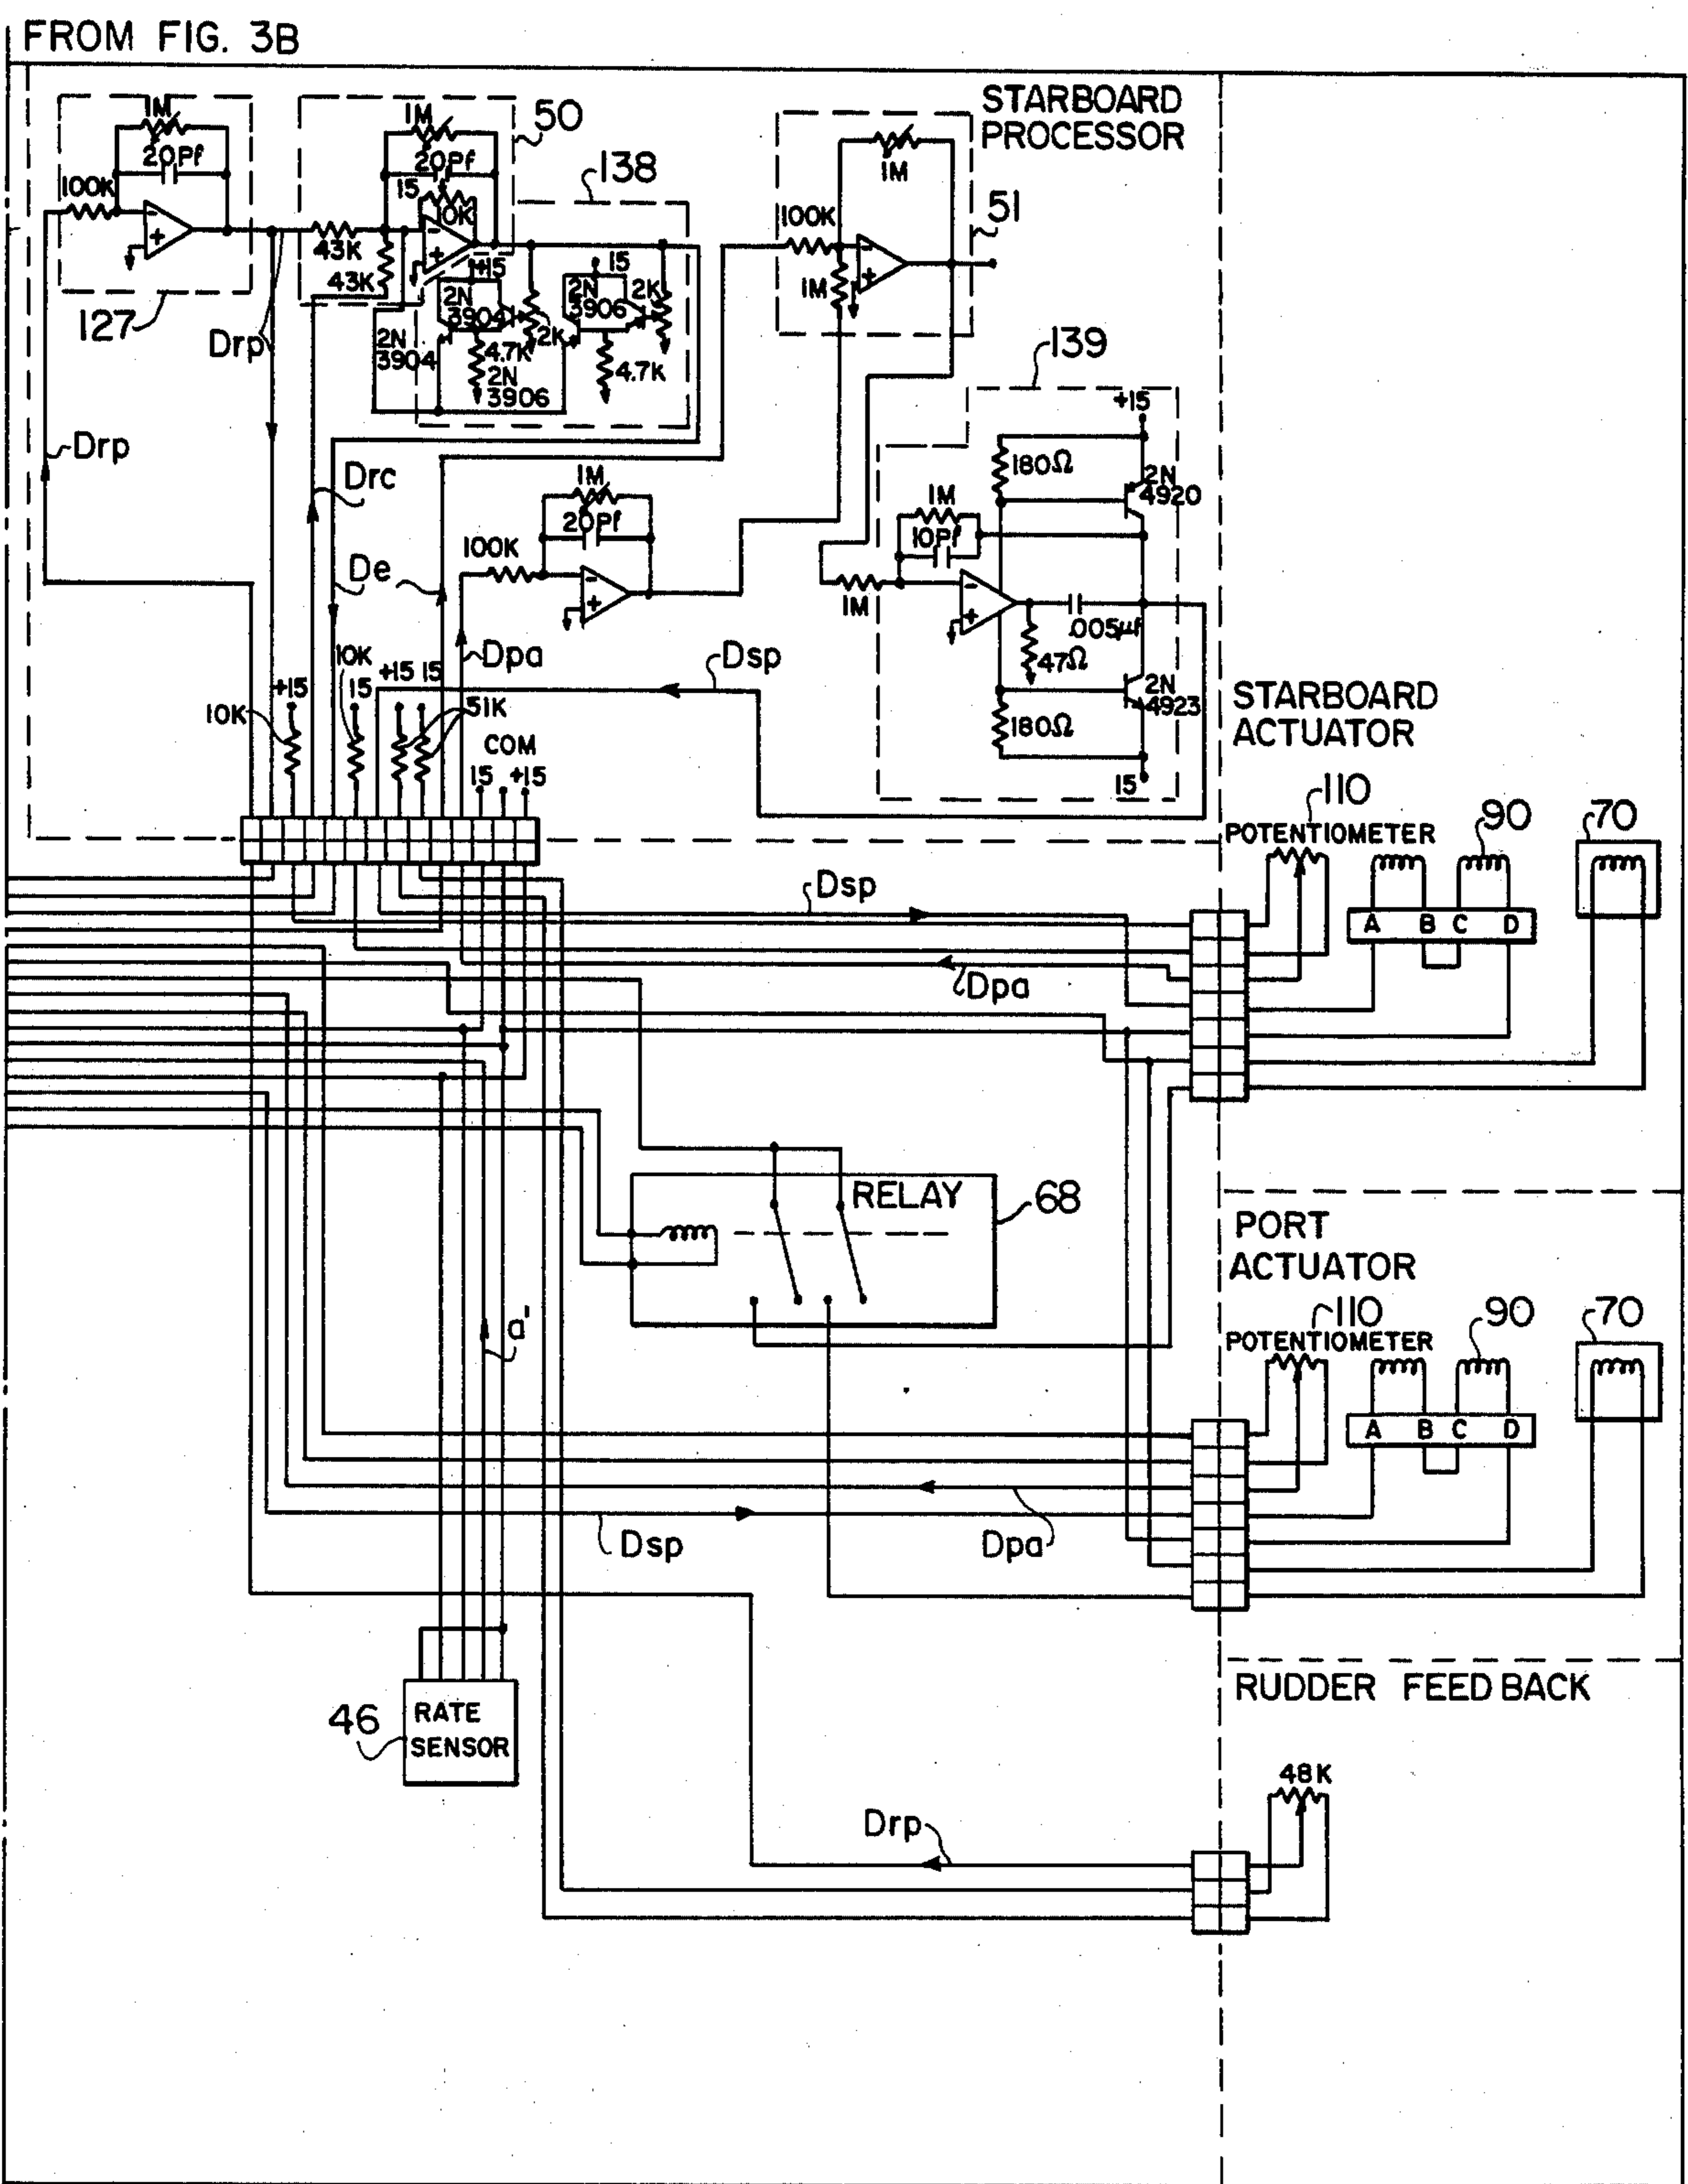 FROM FIG. 3B
STARBOARD
PROCESSOR
1M
20Pf
100K
127
Drp
Drp
1M
50
20Pf
15
10K
43K
43K
+15
138
15
2N
3904
2N
3906
2K
2K
2N
3904
4.7K
2N
3906
4.7K
1M
100K
1M
51
139
+15
180Ω
2N
4920
1M
10Pf
1M
.005µf
47Ω
2N
4923
180Ω
15
Drc
De
1M
20Pf
100K
Dpa
Dsp
10K
+15
10K
15
+15
15
51K
COM
15
+15
STARBOARD
ACTUATOR
110
POTENTIOMETER
90
70
A B C D
Dsp
Dpa
RELAY
68
PORT
ACTUATOR
110
POTENTIOMETER
90
70
A B C D
a'
Dsp
Dpa
46
RATE
SENSOR
RUDDER FEEDBACK
48K
Drp